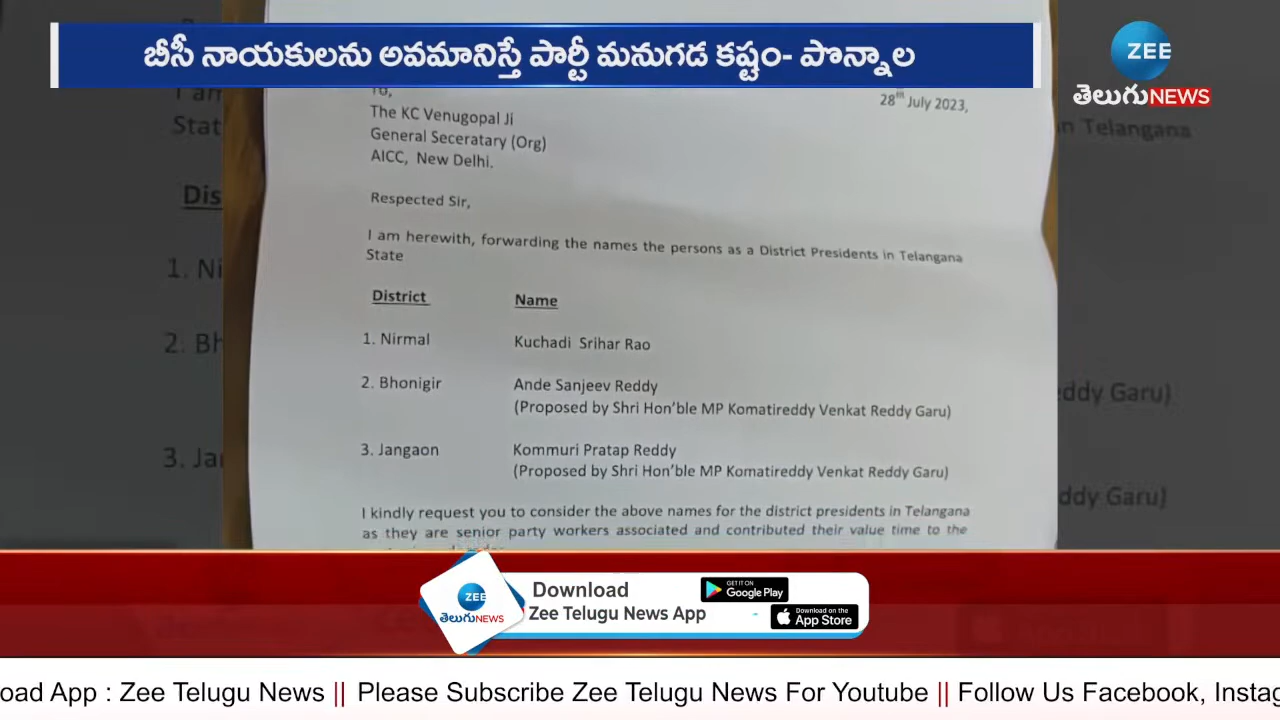 బీసీ నాయకులను అవమానిస్తే పార్టీ మనుగడ కష్టం- పొన్నాల
ZEE
తెలుగుNEWS
To,
28th July 2023,
The KC Venugopal Ji
General Seceratary (Org)
AICC, New Delhi.
Respected Sir,
I am herewith, forwarding the names the persons as a District Presidents in Telangana
State
District Name
1. Nirmal Kuchadi Srihar Rao
2. Bhonigir Ande Sanjeev Reddy
(Proposed by Shri Hon'ble MP Komatireddy Venkat Reddy Garu)
3. Jangaon Kommuri Pratap Reddy
(Proposed by Shri Hon'ble MP Komatireddy Venkat Reddy Garu)
I kindly request you to consider the above names for the district presidents in Telangana
as they are senior party workers associated and contributed their value time to the
ZEE
తెలుగుNEWS
Download
Zee Telugu News App
GET IT ON
Google Play
Download on the
App Store
oad App : Zee Telugu News || Please Subscribe Zee Telugu News For Youtube || Follow Us Facebook, Instag